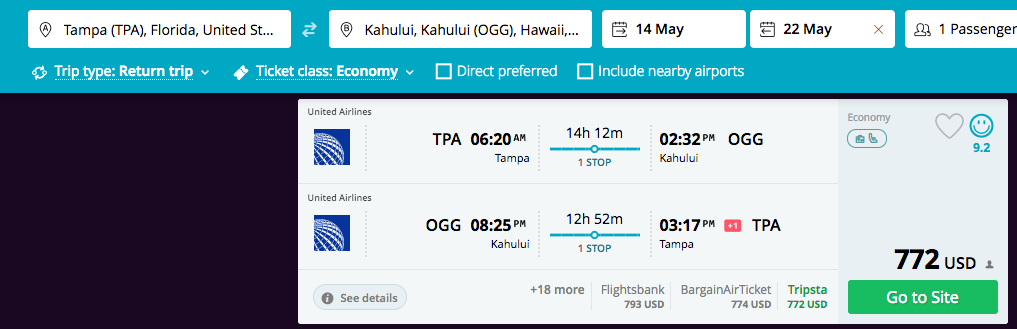 A Tampa (TPA), Florida, United St... B Kahului, Kahului (OGG), Hawaii,... 14 May 22 May 1 Passenger
Trip type: Return trip Ticket class: Economy Direct preferred Include nearby airports
United Airlines
Economy
TPA 06:20 AM 14h 12m 02:32 PM OGG
Tampa 1 STOP Kahului
9.2
United Airlines
OGG 08:25 PM 12h 52m 03:17 PM +1 TPA
Kahului 1 STOP Tampa
772 USD
See details +18 more Flightsbank BargainAirTicket Tripsta
793 USD 774 USD 772 USD
Go to Site